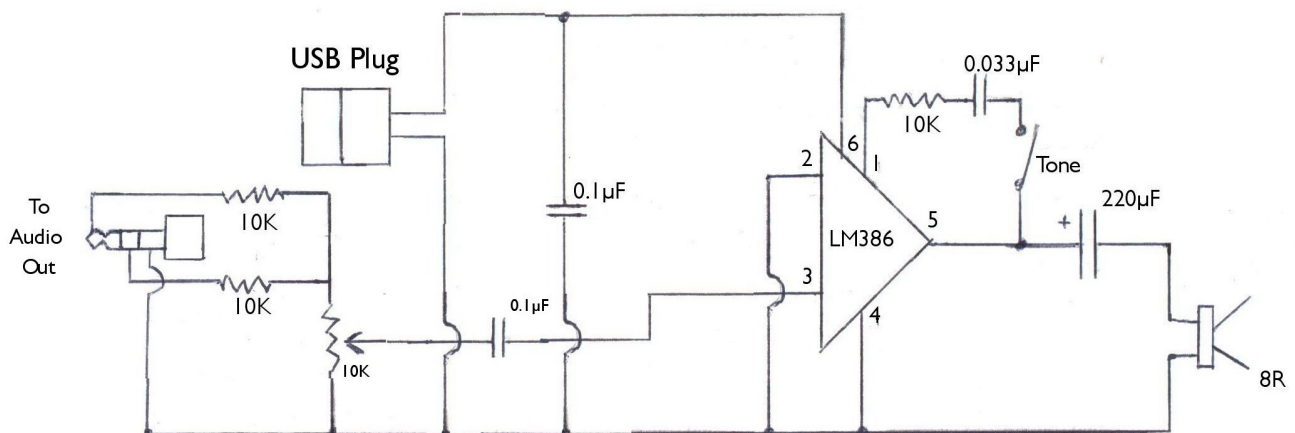 USB Plug
0.033µF
10K
6
1
2
Tone
To
Audio
Out
10K
0.1µF
220µF
+
5
LM386
3
10K
0.1µF
4
10K
8R